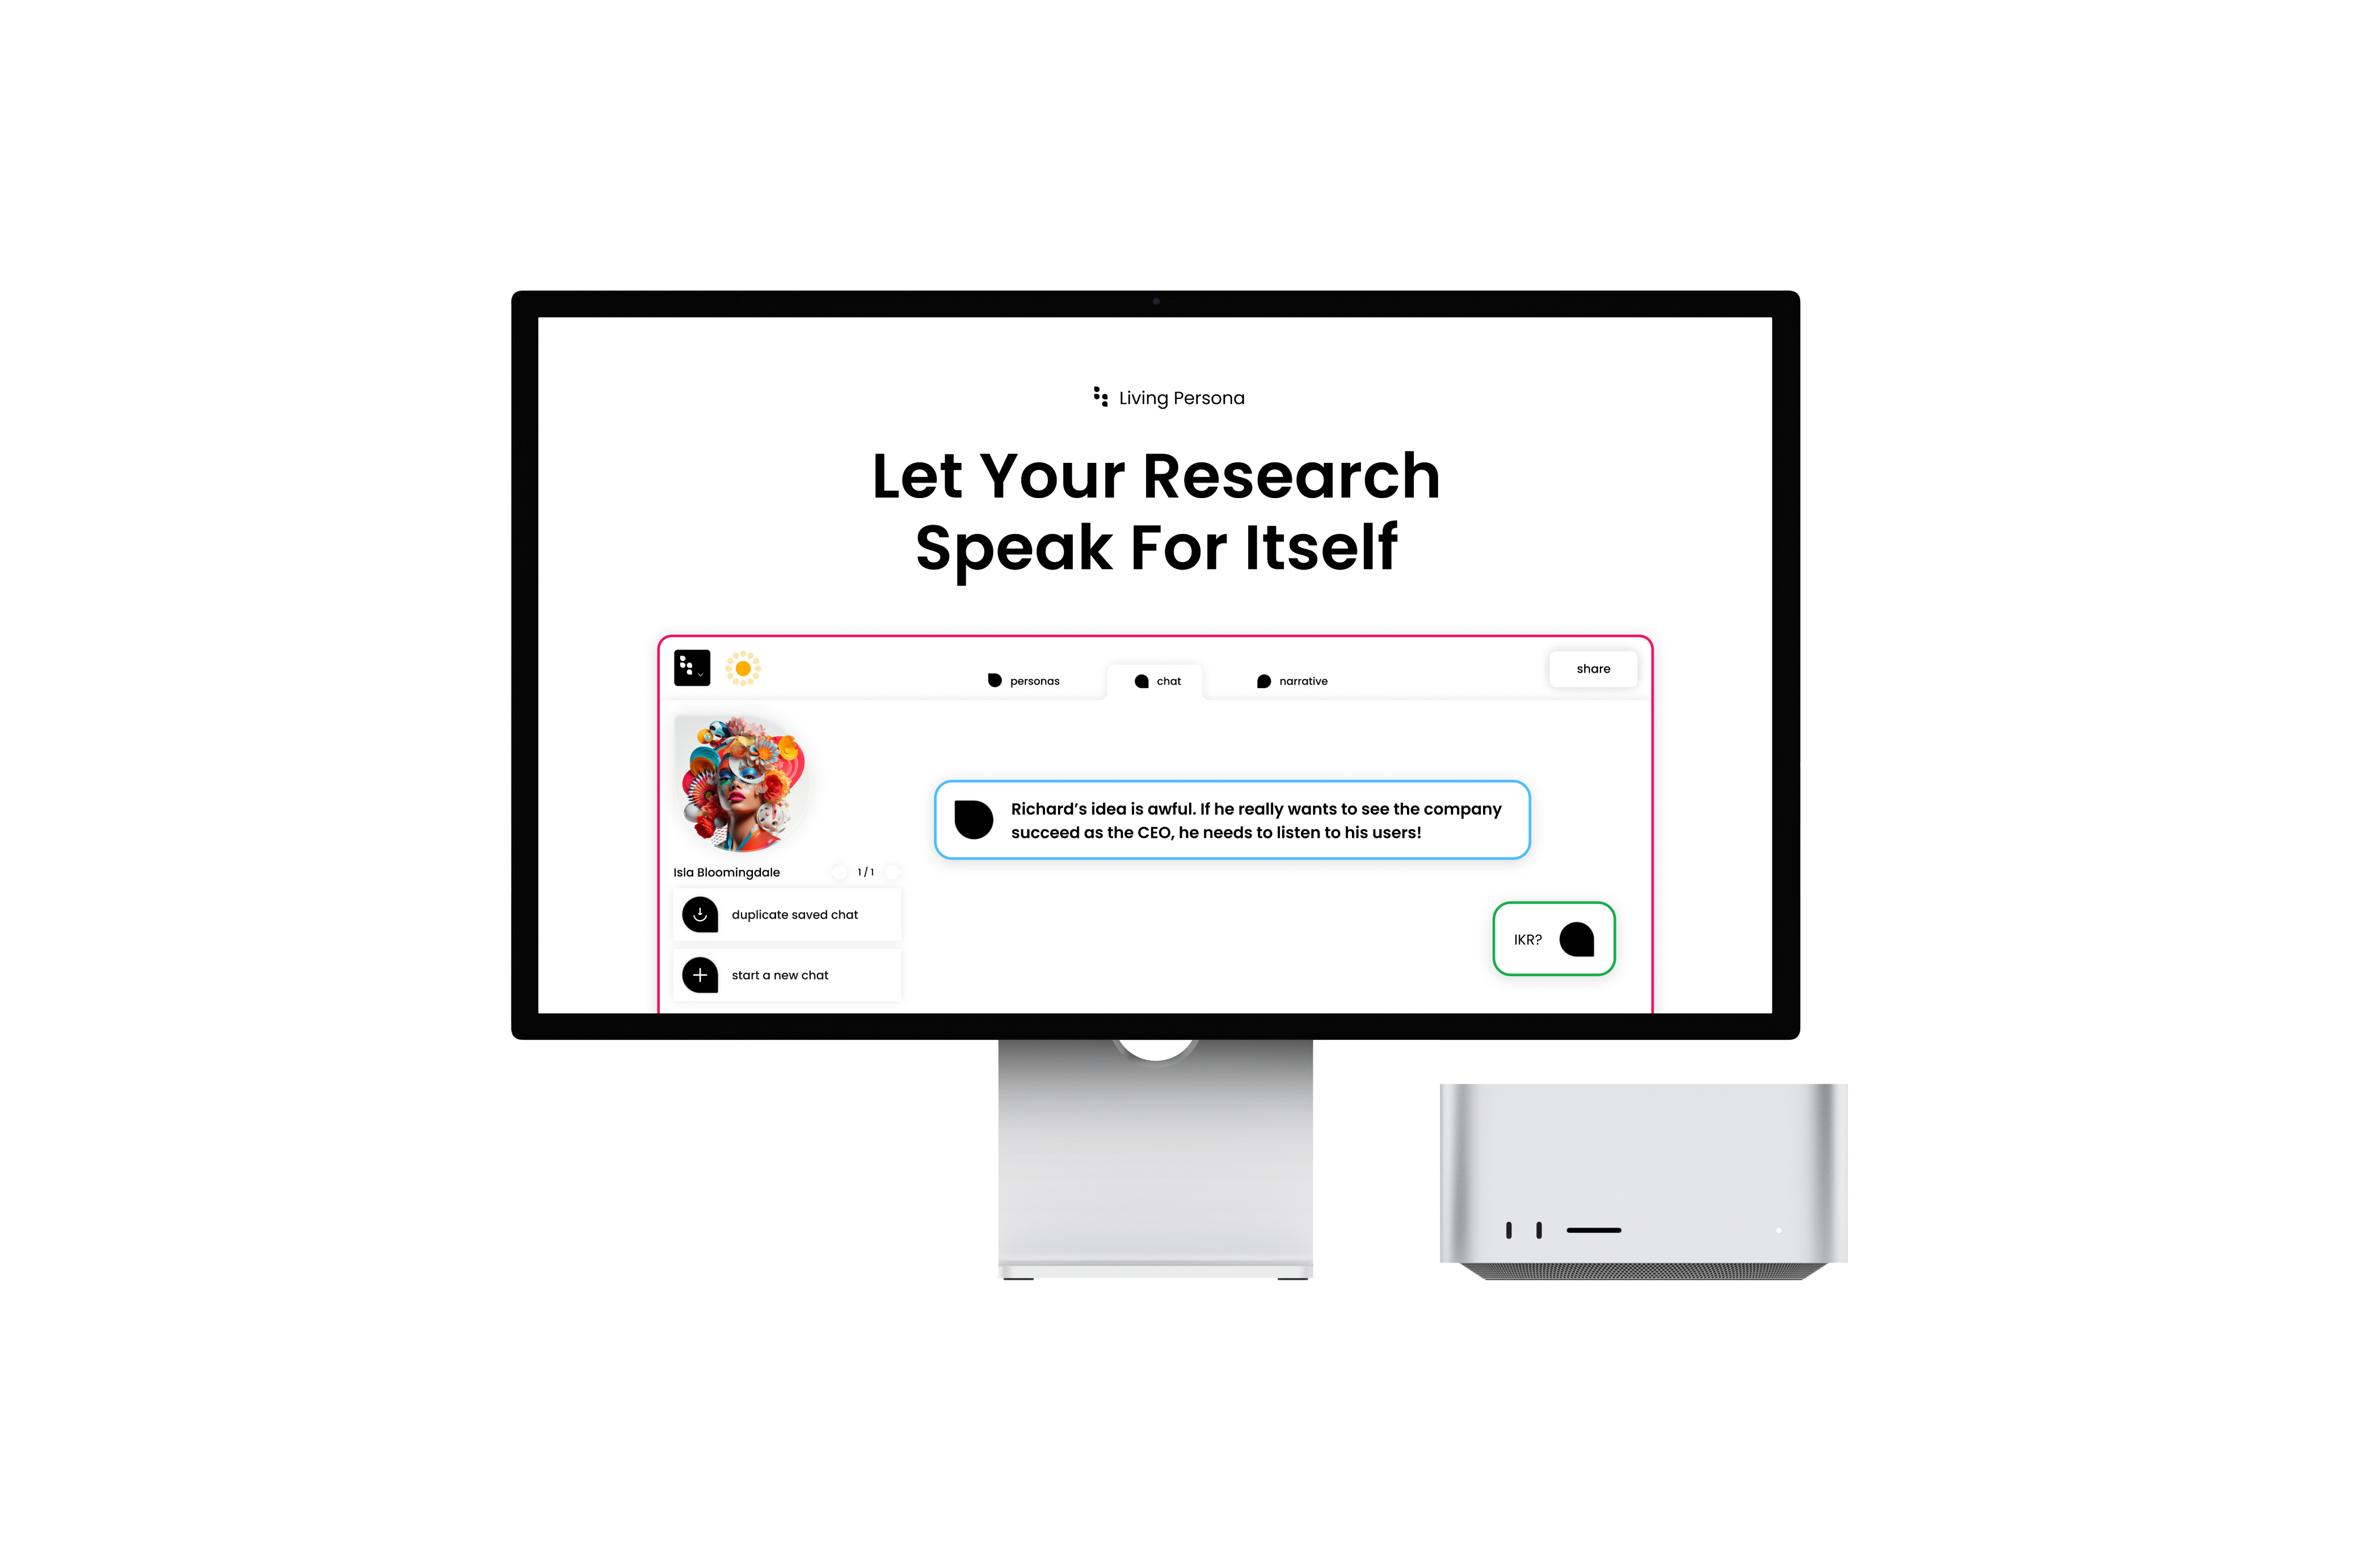 Living Persona
Let Your Research
Speak For Itself
personas
chat
narrative
share
Richard’s idea is awful. If he really wants to see the company
succeed as the CEO, he needs to listen to his users!
Isla Bloomingdale
1 / 1
duplicate saved chat
IKR?
start a new chat